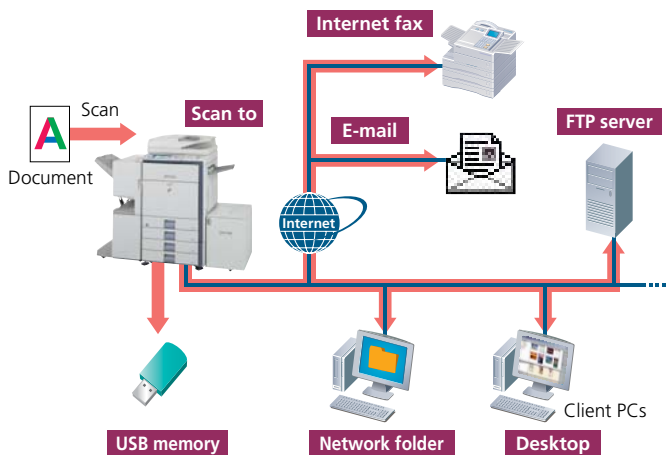 Internet fax
Scan
Scan to
A
Document
E-mail
FTP server
Internet
Client PCs
USB memory
Network folder
Desktop